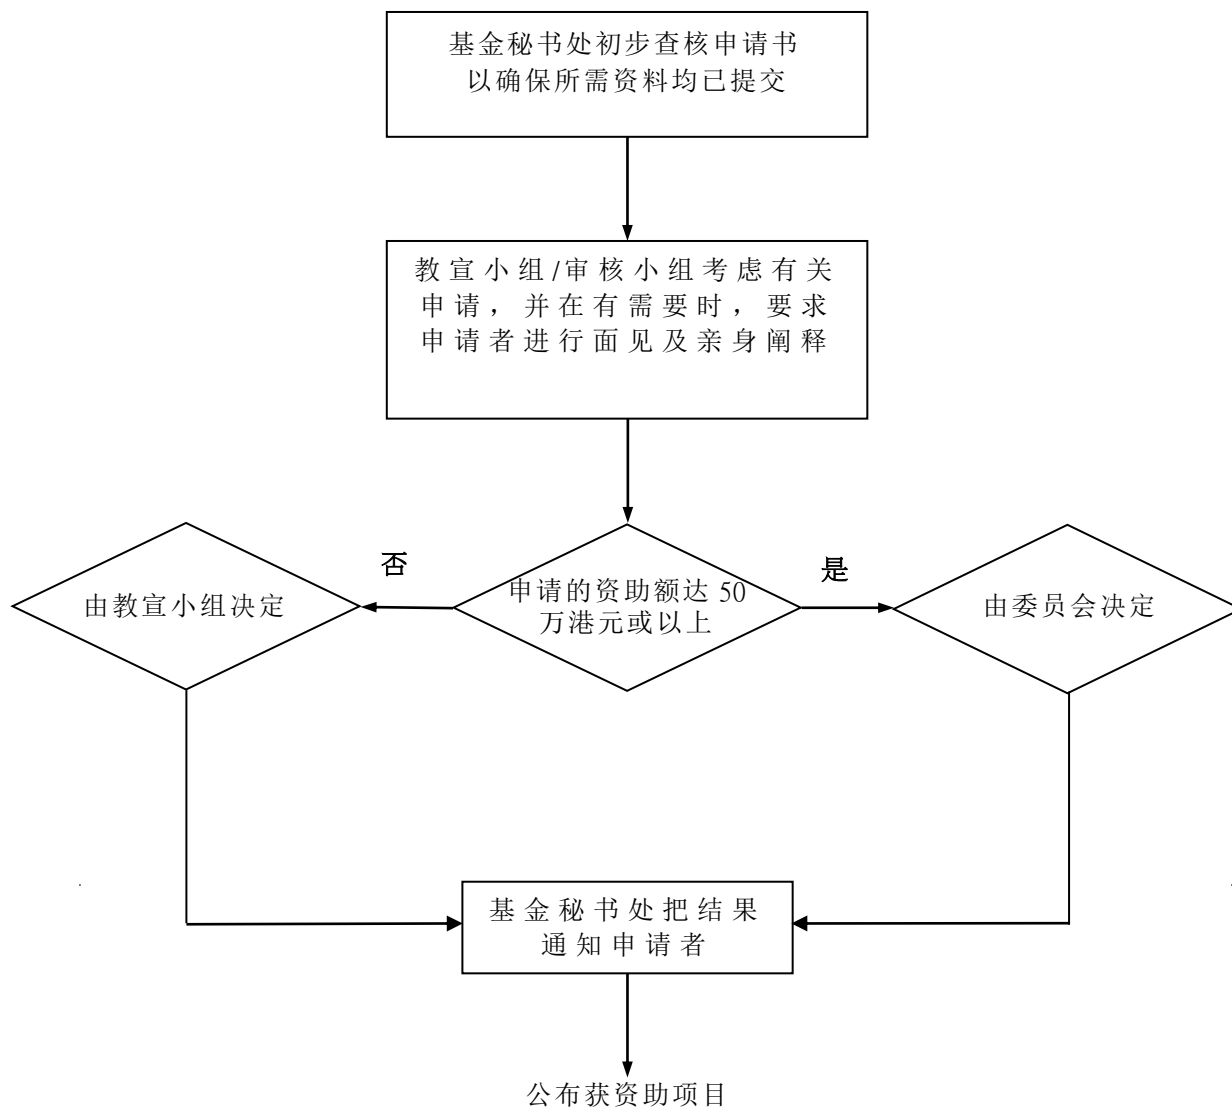 基金秘书处初步查核申请书
以确保所需资料均已提交
教宣小组/审核小组考虑有关
申请，并在有需要时，要求
申请者进行面见及亲身阐释
否
是
由教宣小组决定
申请的资助额达 50
万港元或以上
由委员会决定
基金秘书处把结果
通知申请者
公布获资助项目